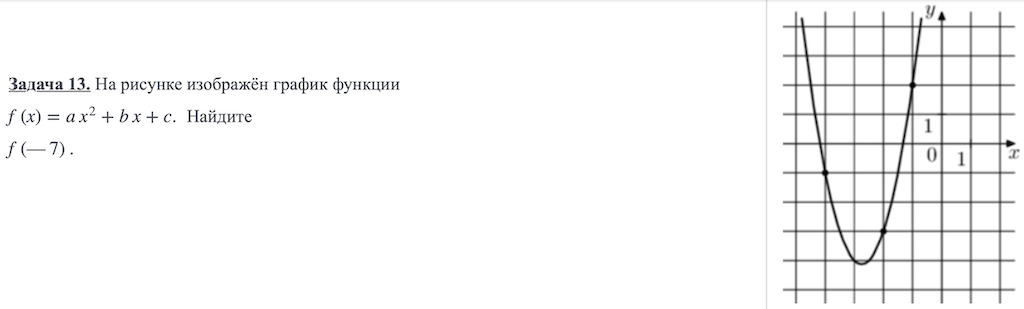 Задача 13. На рисунке изображён график функции
f (x) = a x² + b x + c. Найдите
f (— 7) .
y
1
0 1 x